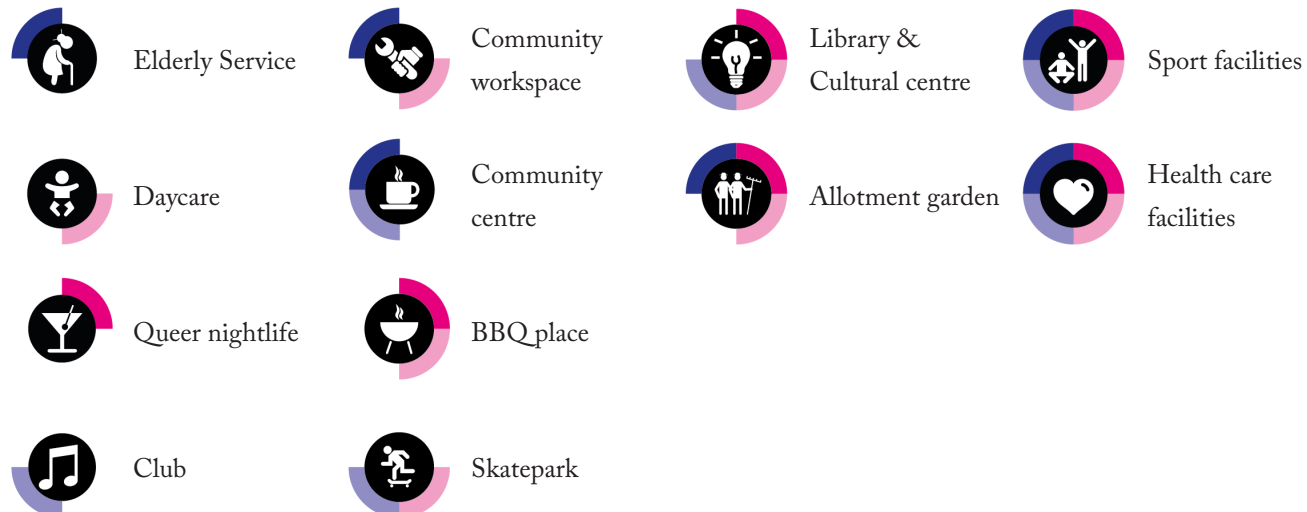 Elderly Service
Community
workspace
Library &
Cultural centre
Sport facilities
Daycare
Community
centre
Allotment garden
Health care
facilities
Queer nightlife
BBQ place
Club
Skatepark